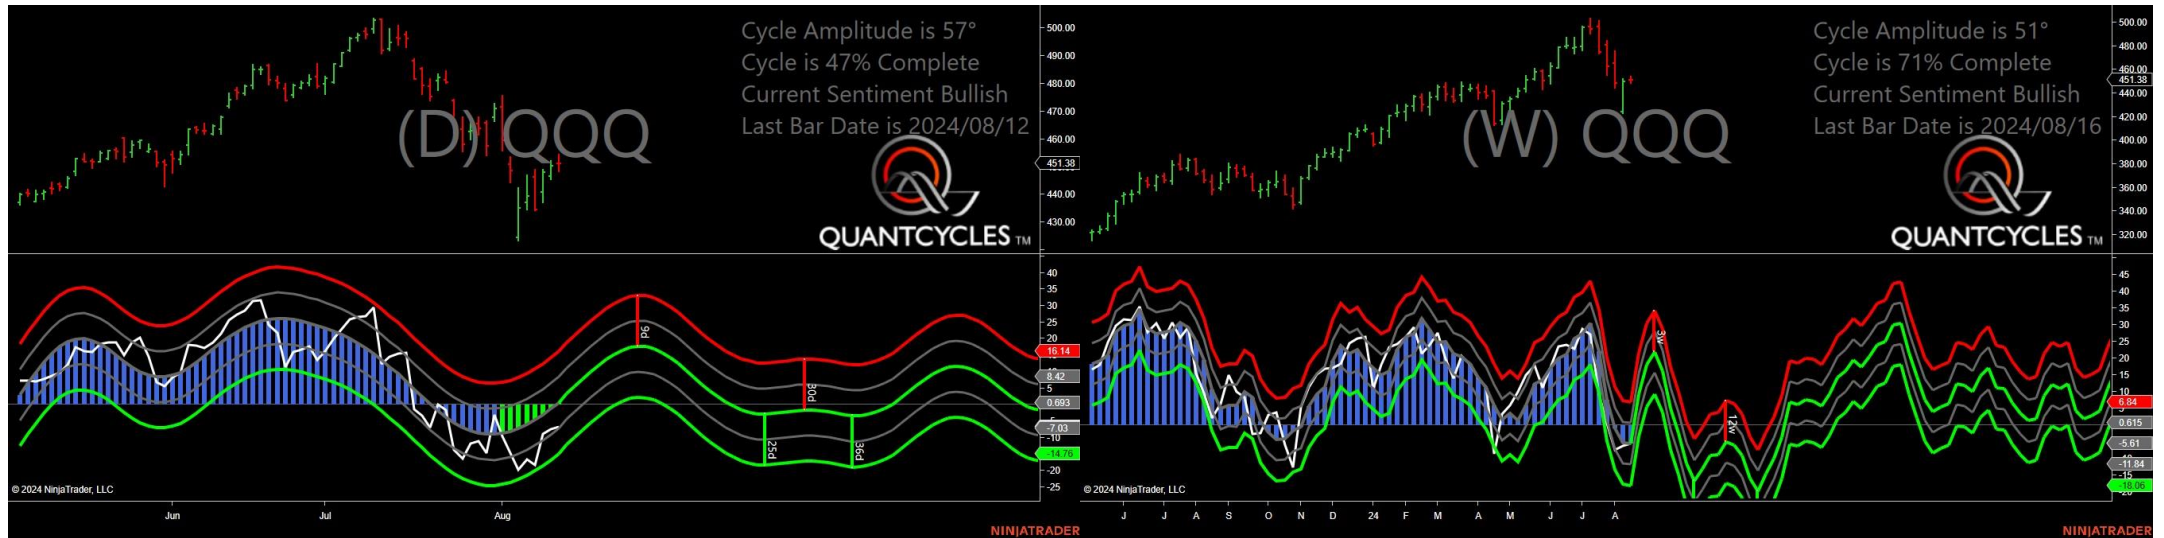 Cycle Amplitude is 57°
Cycle is 47% Complete
Current Sentiment Bullish
Last Bar Date is 2024/08/12
(D) QQQ
QUANTCYCLES TM
500.00
480.00
470.00
460.00
451.38
440.00
430.00
40
35
30
25
20
16.14
8.42
5
0.693
-7.03
-10
-14.76
-20
-25
9d
30d
25d
36d
© 2024 NinjaTrader, LLC
Jun Jul Aug
NINJATRADER
Cycle Amplitude is 51°
Cycle is 71% Complete
Current Sentiment Bullish
Last Bar Date is 2024/08/16
(W) QQQ
QUANTCYCLES TM
500.00
480.00
460.00
451.38
440.00
420.00
400.00
380.00
360.00
340.00
320.00
45
40
35
30
25
20
15
10
6.84
0.615
-5.61
-11.84
-18.06
3w
12w
© 2024 NinjaTrader, LLC
J J A S O N D 24 F M A M J J A
NINJATRADER